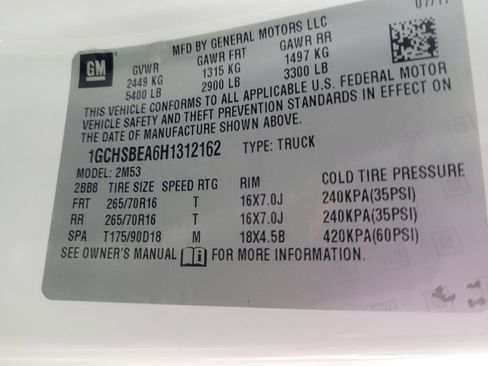 07/17
MFD BY GENERAL MOTORS LLC
GM
GVWR GAWR FRT GAWR RR
2449 KG 1315 KG 1497 KG
5400 LB 2900 LB 3300 LB
THIS VEHICLE CONFORMS TO ALL APPLICABLE U.S. FEDERAL MOTOR
VEHICLE SAFETY AND THEFT PREVENTION STANDARDS IN EFFECT ON
THE DATE OF MANUFACTURE SHOWN ABOVE.
1GCHSBEA6H1312162 TYPE: TRUCK
MODEL: 2M53
2BB8 TIRE SIZE SPEED RTG RIM COLD TIRE PRESSURE
FRT 265/70R16 T 16X7.0J 240KPA(35PSI)
RR 265/70R16 T 16X7.0J 240KPA(35PSI)
SPA T175/90D18 M 18X4.5B 420KPA(60PSI)
SEE OWNER'S MANUAL FOR MORE INFORMATION.